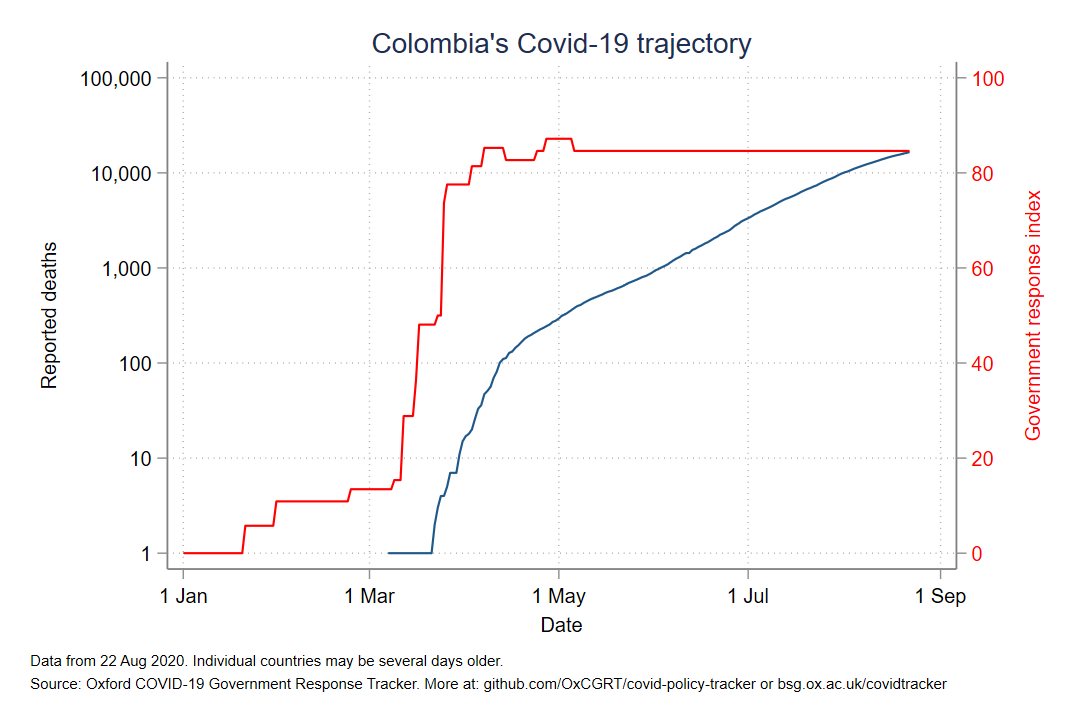 Colombia's Covid-19 trajectory
100,000
10,000
1,000
100
10
1
Reported deaths
100
80
60
40
20
0
Government response index
1 Jan 1 Mar 1 May 1 Jul 1 Sep
Date
Data from 22 Aug 2020. Individual countries may be several days older.
Source: Oxford COVID-19 Government Response Tracker. More at: github.com/OxCGRT/covid-policy-tracker or bsg.ox.ac.uk/covidtracker